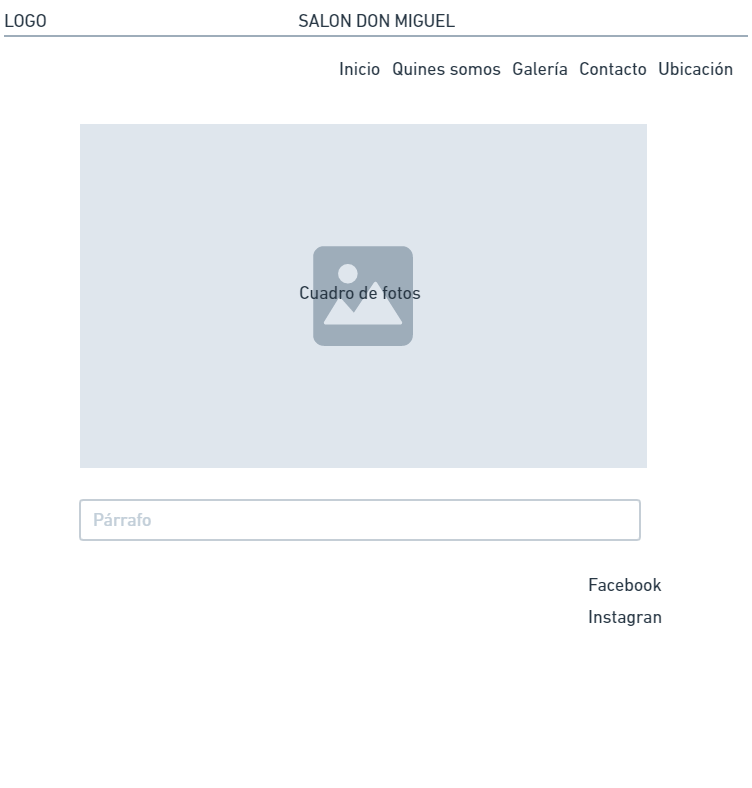 LOGO SALON DON MIGUEL
Inicio Quines somos Galería Contacto Ubicación
Cuadro de fotos
Párrafo
Facebook
Instagran